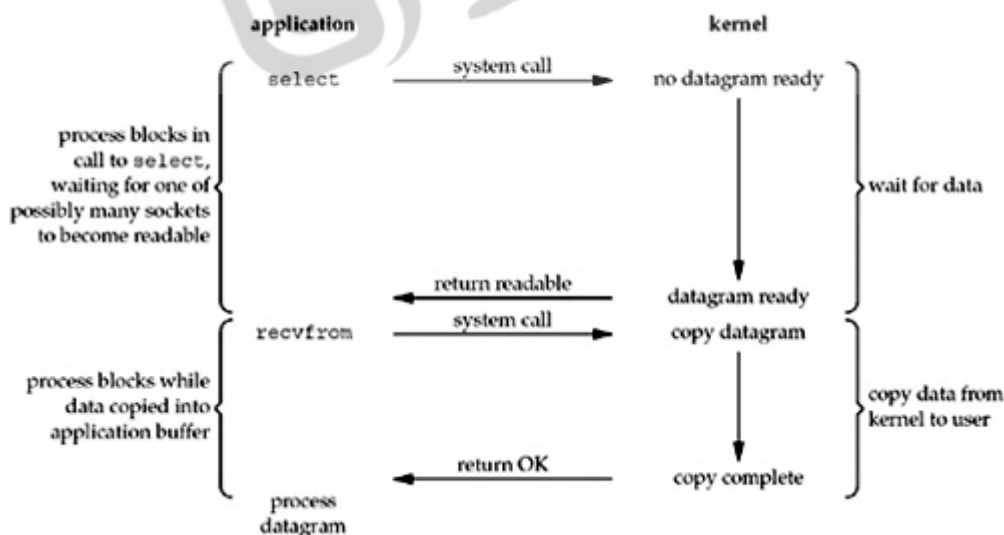 application
kernel
select
system call
no datagram ready
process blocks in
call to select,
waiting for one of
possibly many sockets
to become readable
wait for data
return readable
datagram ready
recvfrom
system call
copy datagram
process blocks while
data copied into
application buffer
copy data from
kernel to user
return OK
copy complete
process
datagram